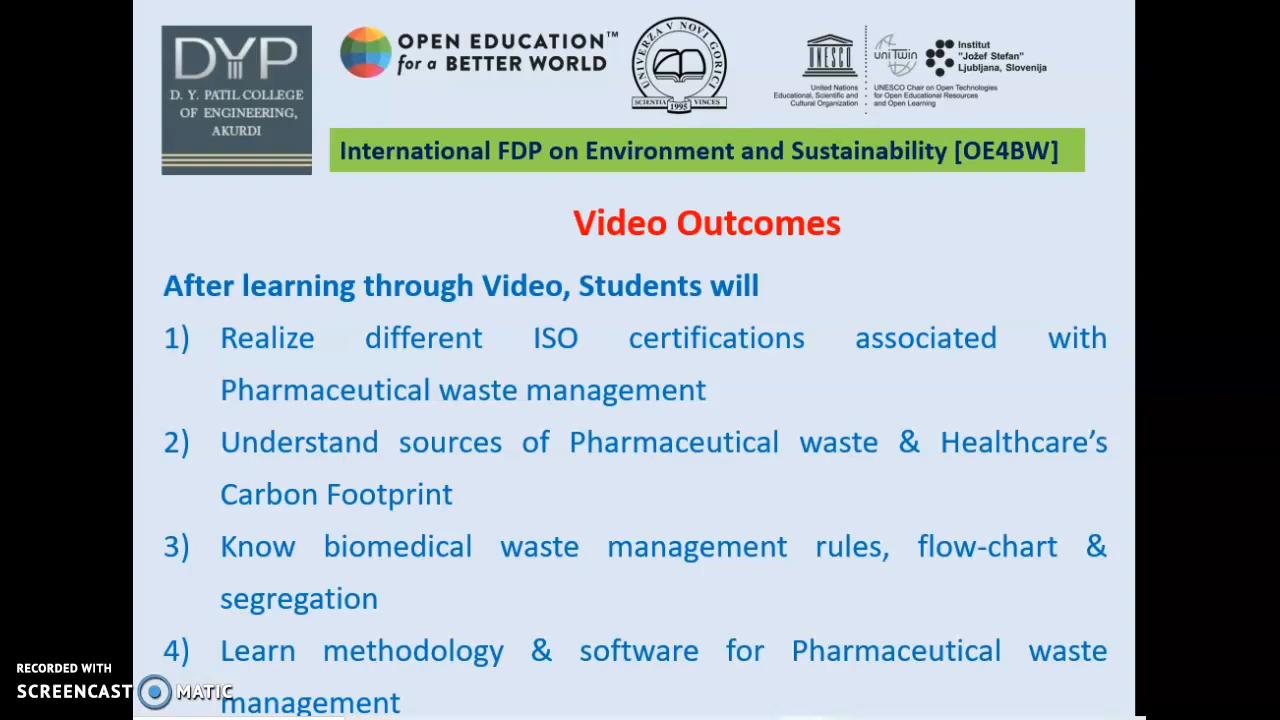 DYP
D. Y. PATIL COLLEGE
OF ENGINEERING,
AKURDI
OPEN EDUCATION™
for a BETTER WORLD
UNIVERZA V NOVI GORICI
SCIENTIA VINCES
1995
UNESCO
United Nations
Educational, Scientific and
Cultural Organization
uniTwin
Institut
"Jožef Stefan"
Ljubljana, Slovenija
UNESCO Chair on Open Technologies
for Open Educational Resources
and Open Learning
International FDP on Environment and Sustainability [OE4BW]
Video Outcomes
After learning through Video, Students will
1) Realize different ISO certifications associated with
Pharmaceutical waste management
2) Understand sources of Pharmaceutical waste & Healthcare’s
Carbon Footprint
3) Know biomedical waste management rules, flow-chart &
segregation
4) Learn methodology & software for Pharmaceutical waste
management
RECORDED WITH
SCREENCAST MATIC